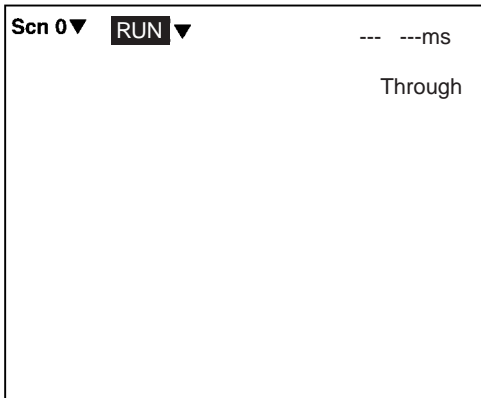 Scn 0▼ RUN ▼ --- ---ms
Through